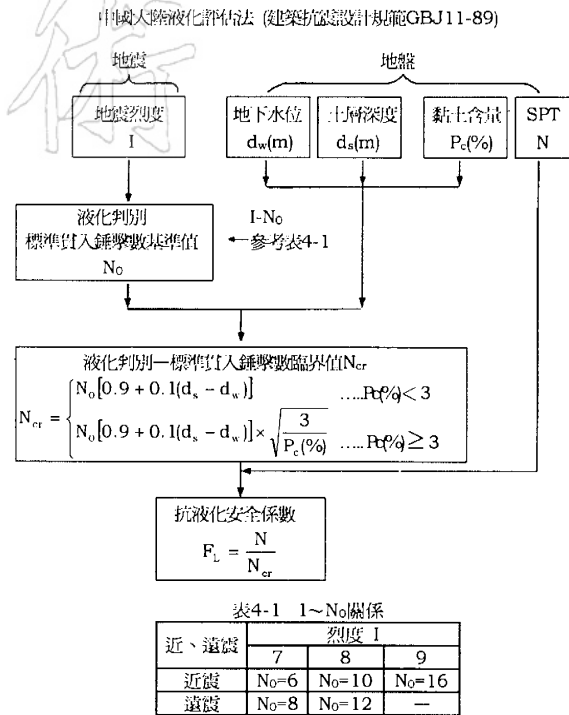 中國大陸液化評估法 (建築抗震設計規範GBJ11-89)
地震
地盤
地震烈度
I
地下水位
dw(m)
土層深度
ds(m)
黏土含量
Pc(%)
SPT
N
液化判別
標準貫入錘擊數基準值
N0
I-N0
參考表4-1
液化判別—標準貫入錘擊數臨界值Ncr
Ncr = { N0[0.9 + 0.1(ds − dw)] .....Pc(%) < 3
N0[0.9 + 0.1(ds − dw)] × √(3/Pc(%)) .....Pc(%) ≥ 3
抗液化安全係數
FL = N/Ncr
表4-1 1~N0關係
近、遠震 烈度 I
7 8 9
近震 N0=6 N0=10 N0=16
遠震 N0=8 N0=12 —